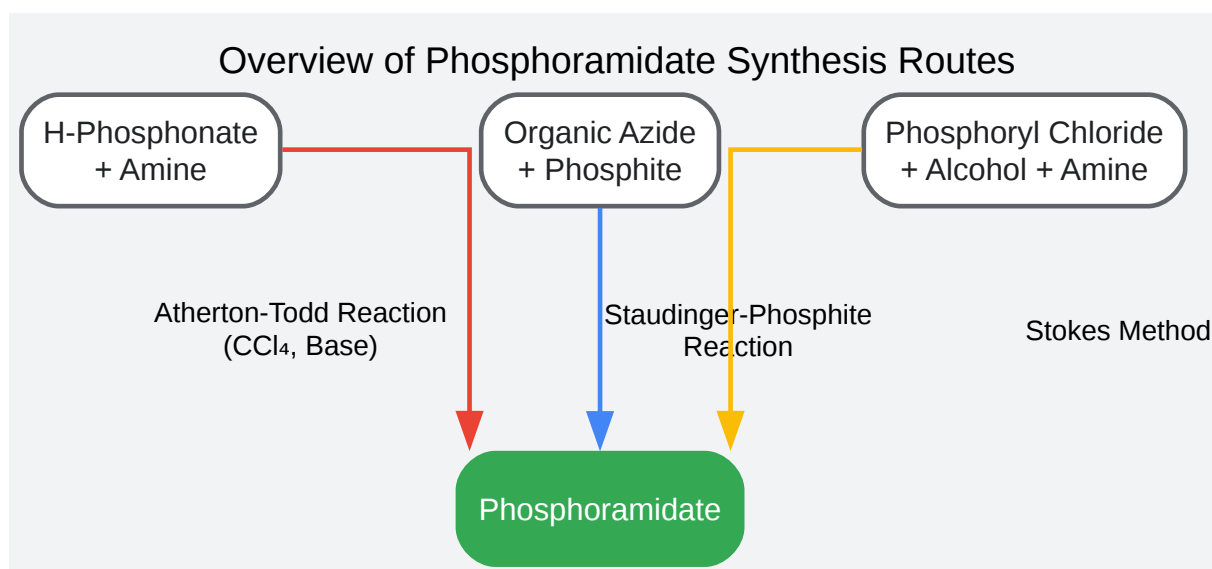 Overview of Phosphoramidate Synthesis Routes
H-Phosphonate
+ Amine
Organic Azide
+ Phosphite
Phosphoryl Chloride
+ Alcohol + Amine
Atherton-Todd Reaction
(CCl₄, Base)
Staudinger-Phosphite
Reaction
Stokes Method
Phosphoramidate